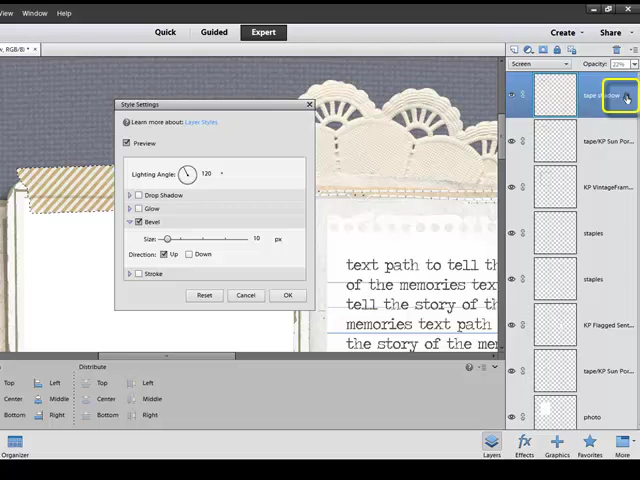 View Window Help
Quick Guided Expert Create Share
w, RGB/8) *
Screen Opacity: 22%
Style Settings
Learn more about: Layer Styles
Preview
Lighting Angle: 120 °
Drop Shadow
Glow
Bevel
Size: 10 px
Direction: Up Down
Stroke
Reset Cancel OK
text path to tell th
of the memories tex
tell the story of the
memories text path
the story of the me
tape shadow
tape/KP Sun Por...
KP VintageFram...
staples
staples
KP Flagged Sent...
tape/KP Sun Por...
photo
Distribute
Top Left Top Left
Center Middle Center Middle
Bottom Right Bottom Right
Organizer Layers Effects Graphics Favorites More